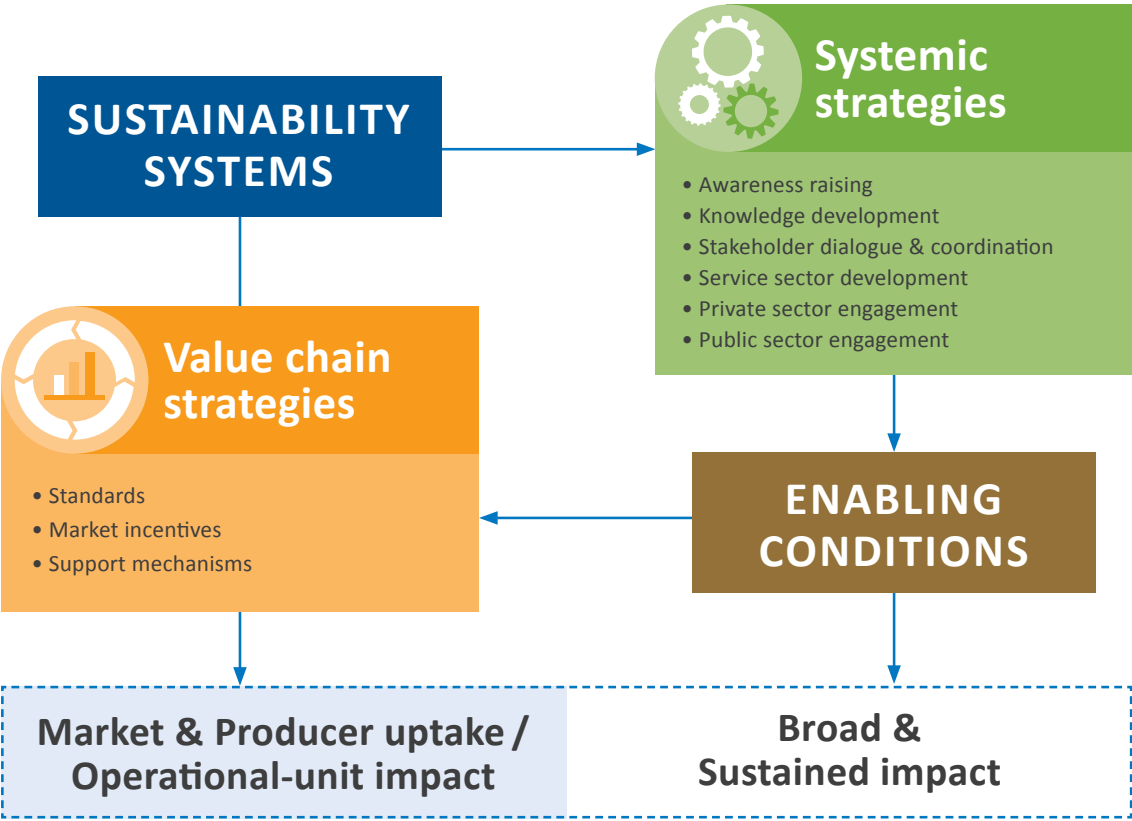 SUSTAINABILITY
SYSTEMS
Systemic
strategies
• Awareness raising
• Knowledge development
• Stakeholder dialogue & coordination
• Service sector development
• Private sector engagement
• Public sector engagement
Value chain
strategies
• Standards
• Market incentives
• Support mechanisms
ENABLING
CONDITIONS
Market & Producer uptake /
Operational-unit impact
Broad &
Sustained impact